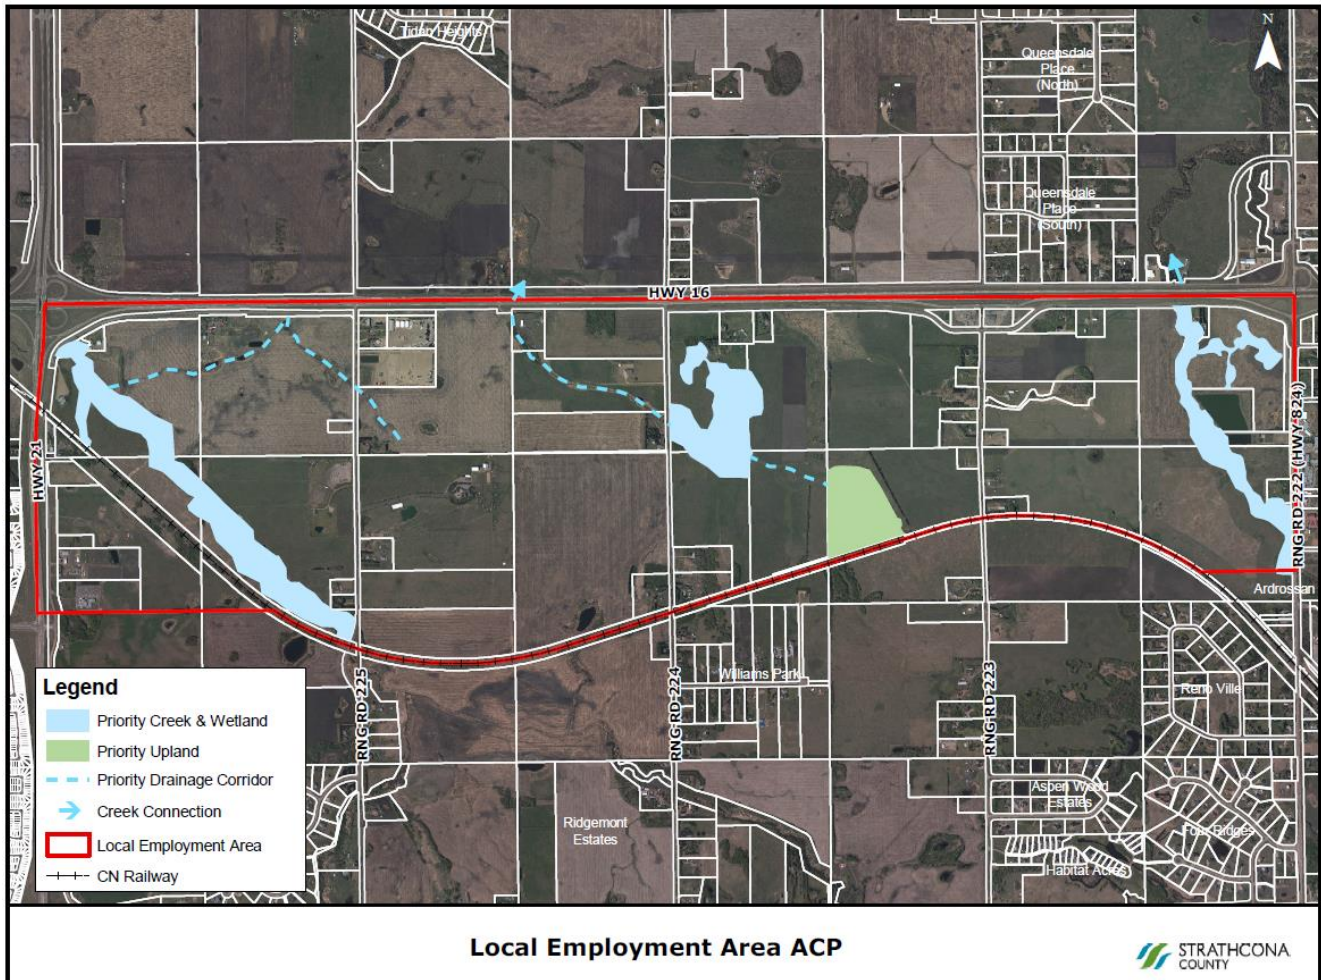 Tidan Heights
N
Queensdale
Place
(North)
Queensdale
Place
(South)
HWY 16
HWY 21
RNG RD 222 (HWY 824)
Ardrossan
RNG RD 225
RNG RD 224
RNG RD 223
Williams Park
Reno Ville
Ridgemont
Estates
Aspen Wood
Estates
Four Ridges
Habitat Acres
Legend
Priority Creek & Wetland
Priority Upland
Priority Drainage Corridor
Creek Connection
Local Employment Area
CN Railway
Local Employment Area ACP
STRATHCONA
COUNTY